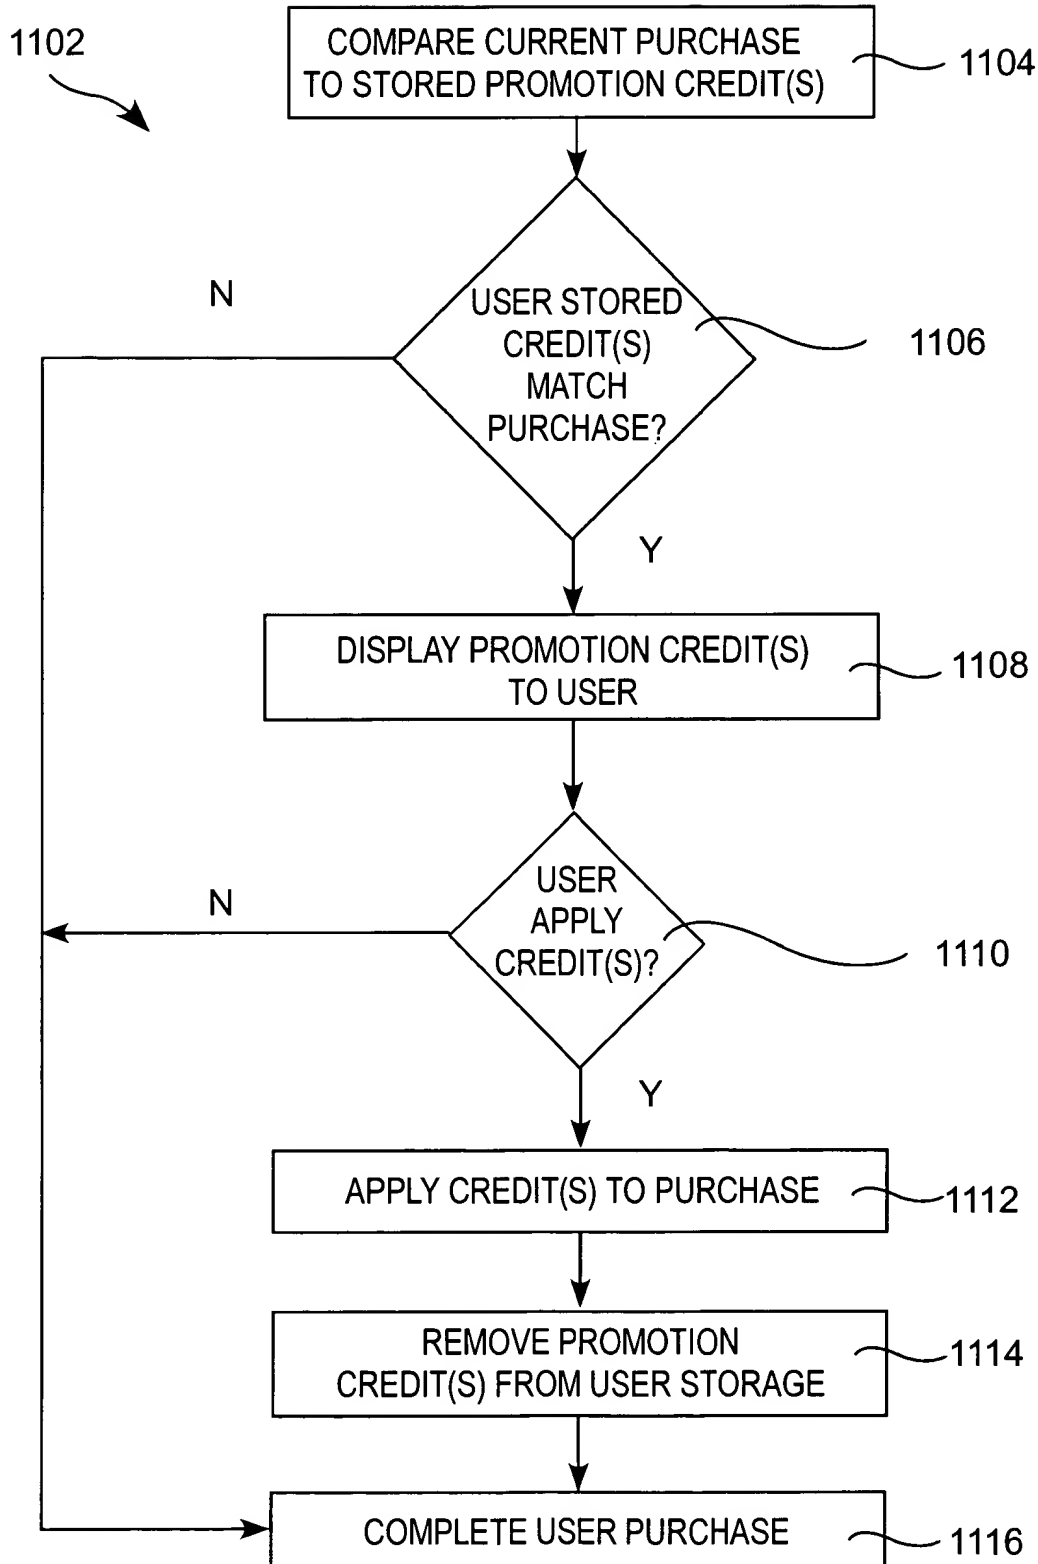 1102
COMPARE CURRENT PURCHASE
TO STORED PROMOTION CREDIT(S)
1104
N
USER STORED
CREDIT(S)
MATCH
PURCHASE?
1106
Y
DISPLAY PROMOTION CREDIT(S)
TO USER
1108
N
USER
APPLY
CREDIT(S)?
1110
Y
APPLY CREDIT(S) TO PURCHASE
1112
REMOVE PROMOTION
CREDIT(S) FROM USER STORAGE
1114
COMPLETE USER PURCHASE
1116